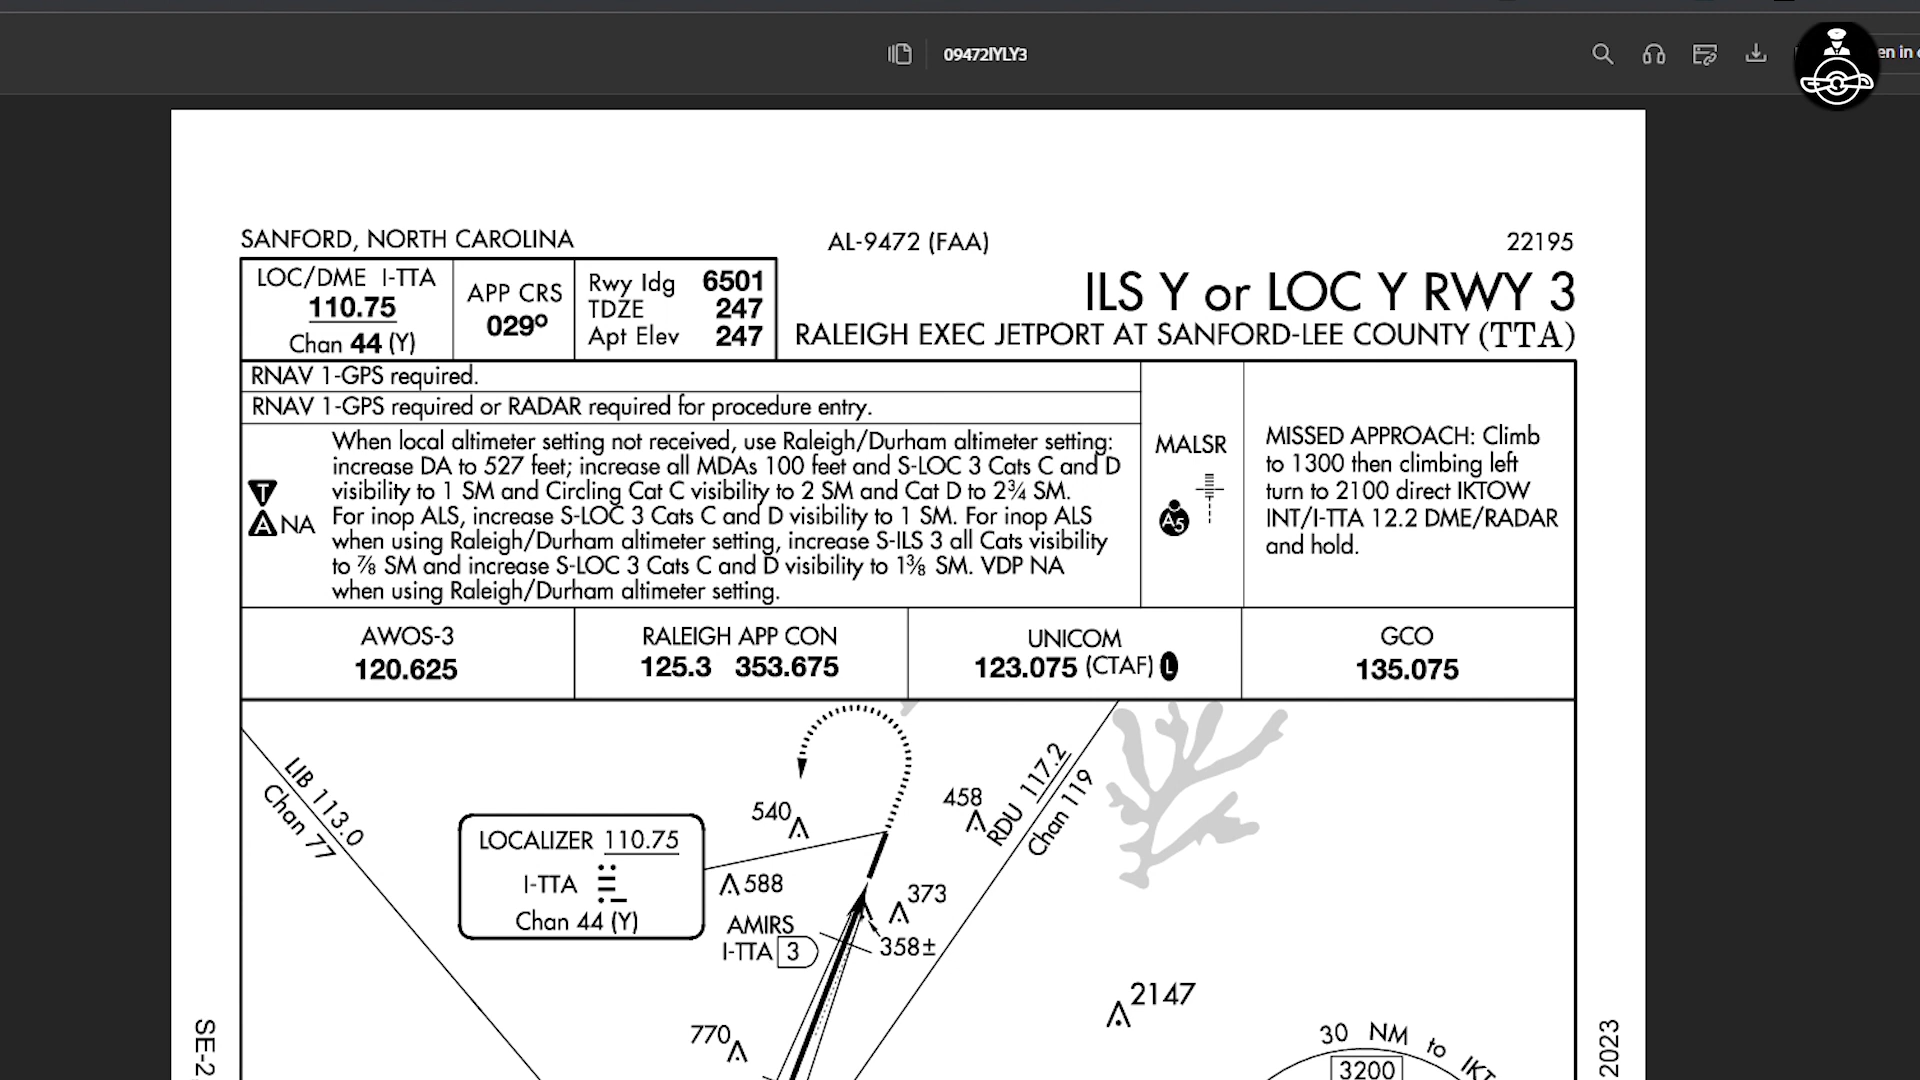 09472IYLY3
en in
SANFORD, NORTH CAROLINA
AL-9472 (FAA)
22195
LOC/DME I-TTA
110.75
Chan 44 (Y)
APP CRS
029°
Rwy ldg 6501
TDZE 247
Apt Elev 247
ILS Y or LOC Y RWY 3
RALEIGH EXEC JETPORT AT SANFORD-LEE COUNTY (TTA)
RNAV 1-GPS required.
RNAV 1-GPS required or RADAR required for procedure entry.
T
A NA
When local altimeter setting not received, use Raleigh/Durham altimeter setting:
increase DA to 527 feet; increase all MDAs 100 feet and S-LOC 3 Cats C and D
visibility to 1 SM and Circling Cat C visibility to 2 SM and Cat D to 2¾ SM.
For inop ALS, increase S-LOC 3 Cats C and D visibility to 1 SM. For inop ALS
when using Raleigh/Durham altimeter setting, increase S-ILS 3 all Cats visibility
to ⅞ SM and increase S-LOC 3 Cats C and D visibility to 1⅜ SM. VDP NA
when using Raleigh/Durham altimeter setting.
MALSR
A5
MISSED APPROACH: Climb
to 1300 then climbing left
turn to 2100 direct IKTOW
INT/I-TTA 12.2 DME/RADAR
and hold.
AWOS-3
120.625
RALEIGH APP CON
125.3 353.675
UNICOM
123.075 (CTAF) L
GCO
135.075
LIB 113.0
Chan 77
LOCALIZER 110.75
I-TTA
Chan 44 (Y)
540
458
RDU 117.2
Chan 119
588
373
AMIRS
I-TTA 3
358±
770
2147
30 NM to IKT
3200
SE-2
2023